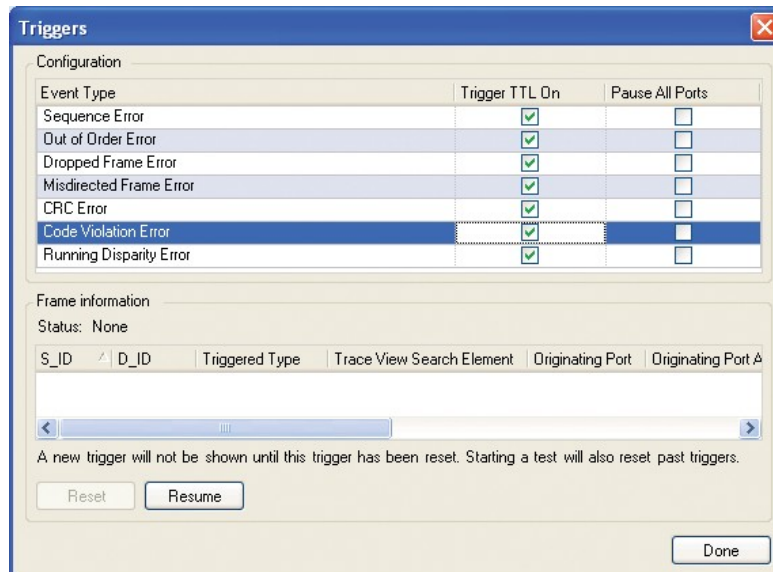 Triggers
Configuration
Event Type Trigger TTL On Pause All Ports
Sequence Error
Out of Order Error
Dropped Frame Error
Misdirected Frame Error
CRC Error
Code Violation Error
Running Disparity Error
Frame information
Status: None
S_ID D_ID Triggered Type Trace View Search Element Originating Port Originating Port A
A new trigger will not be shown until this trigger has been reset. Starting a test will also reset past triggers.
Reset Resume
Done